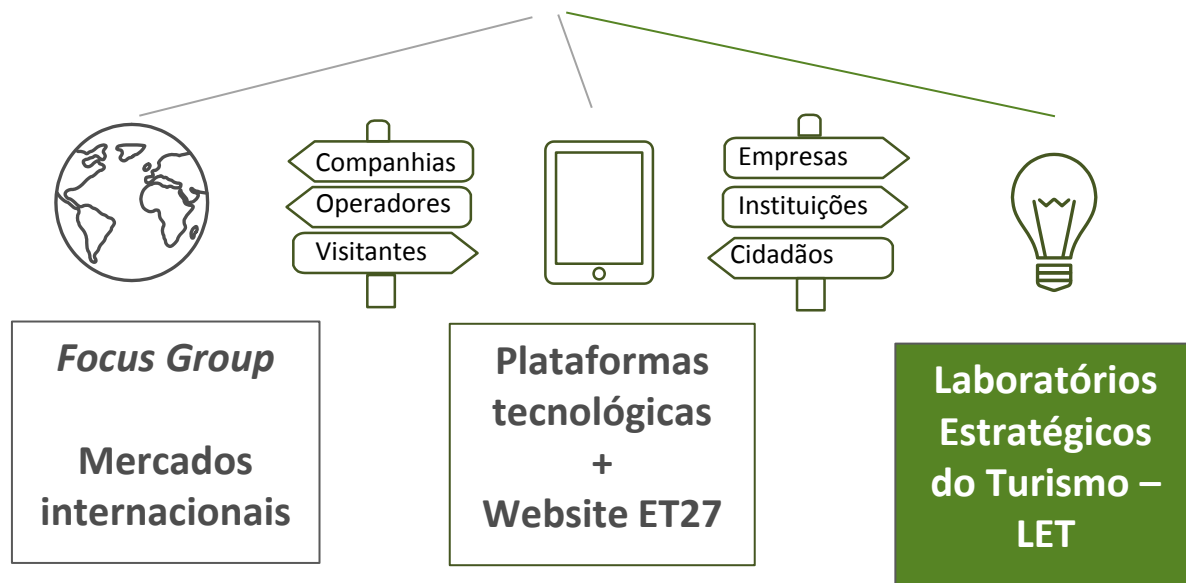 Companhias
Operadores
Visitantes
Empresas
Instituições
Cidadãos
Focus Group
Mercados
internacionais
Plataformas
tecnológicas
+
Website ET27
Laboratórios
Estratégicos
do Turismo –
LET